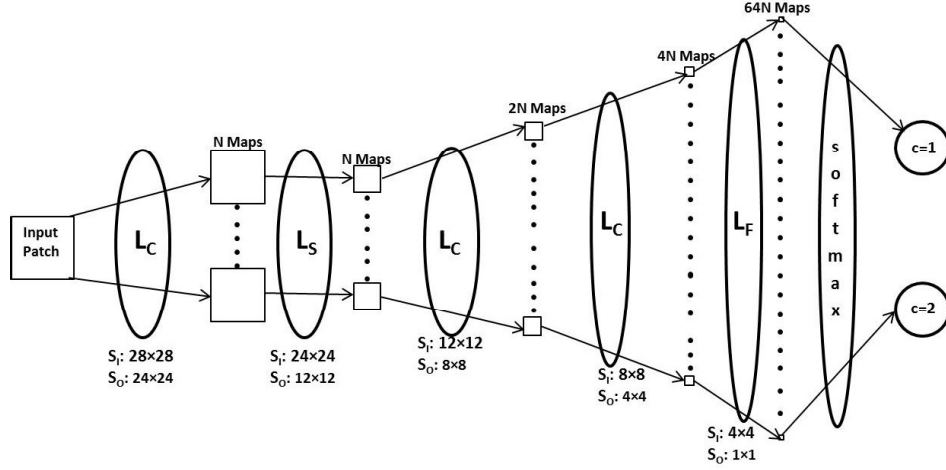 64N Maps
4N Maps
2N Maps
N Maps
N Maps
Input
Patch
L_C
L_S
L_C
L_C
L_F
softmax
c=1
c=2
S_I: 28×28
S_O: 24×24
S_I: 24×24
S_O: 12×12
S_I: 12×12
S_O: 8×8
S_I: 8×8
S_O: 4×4
S_I: 4×4
S_O: 1×1